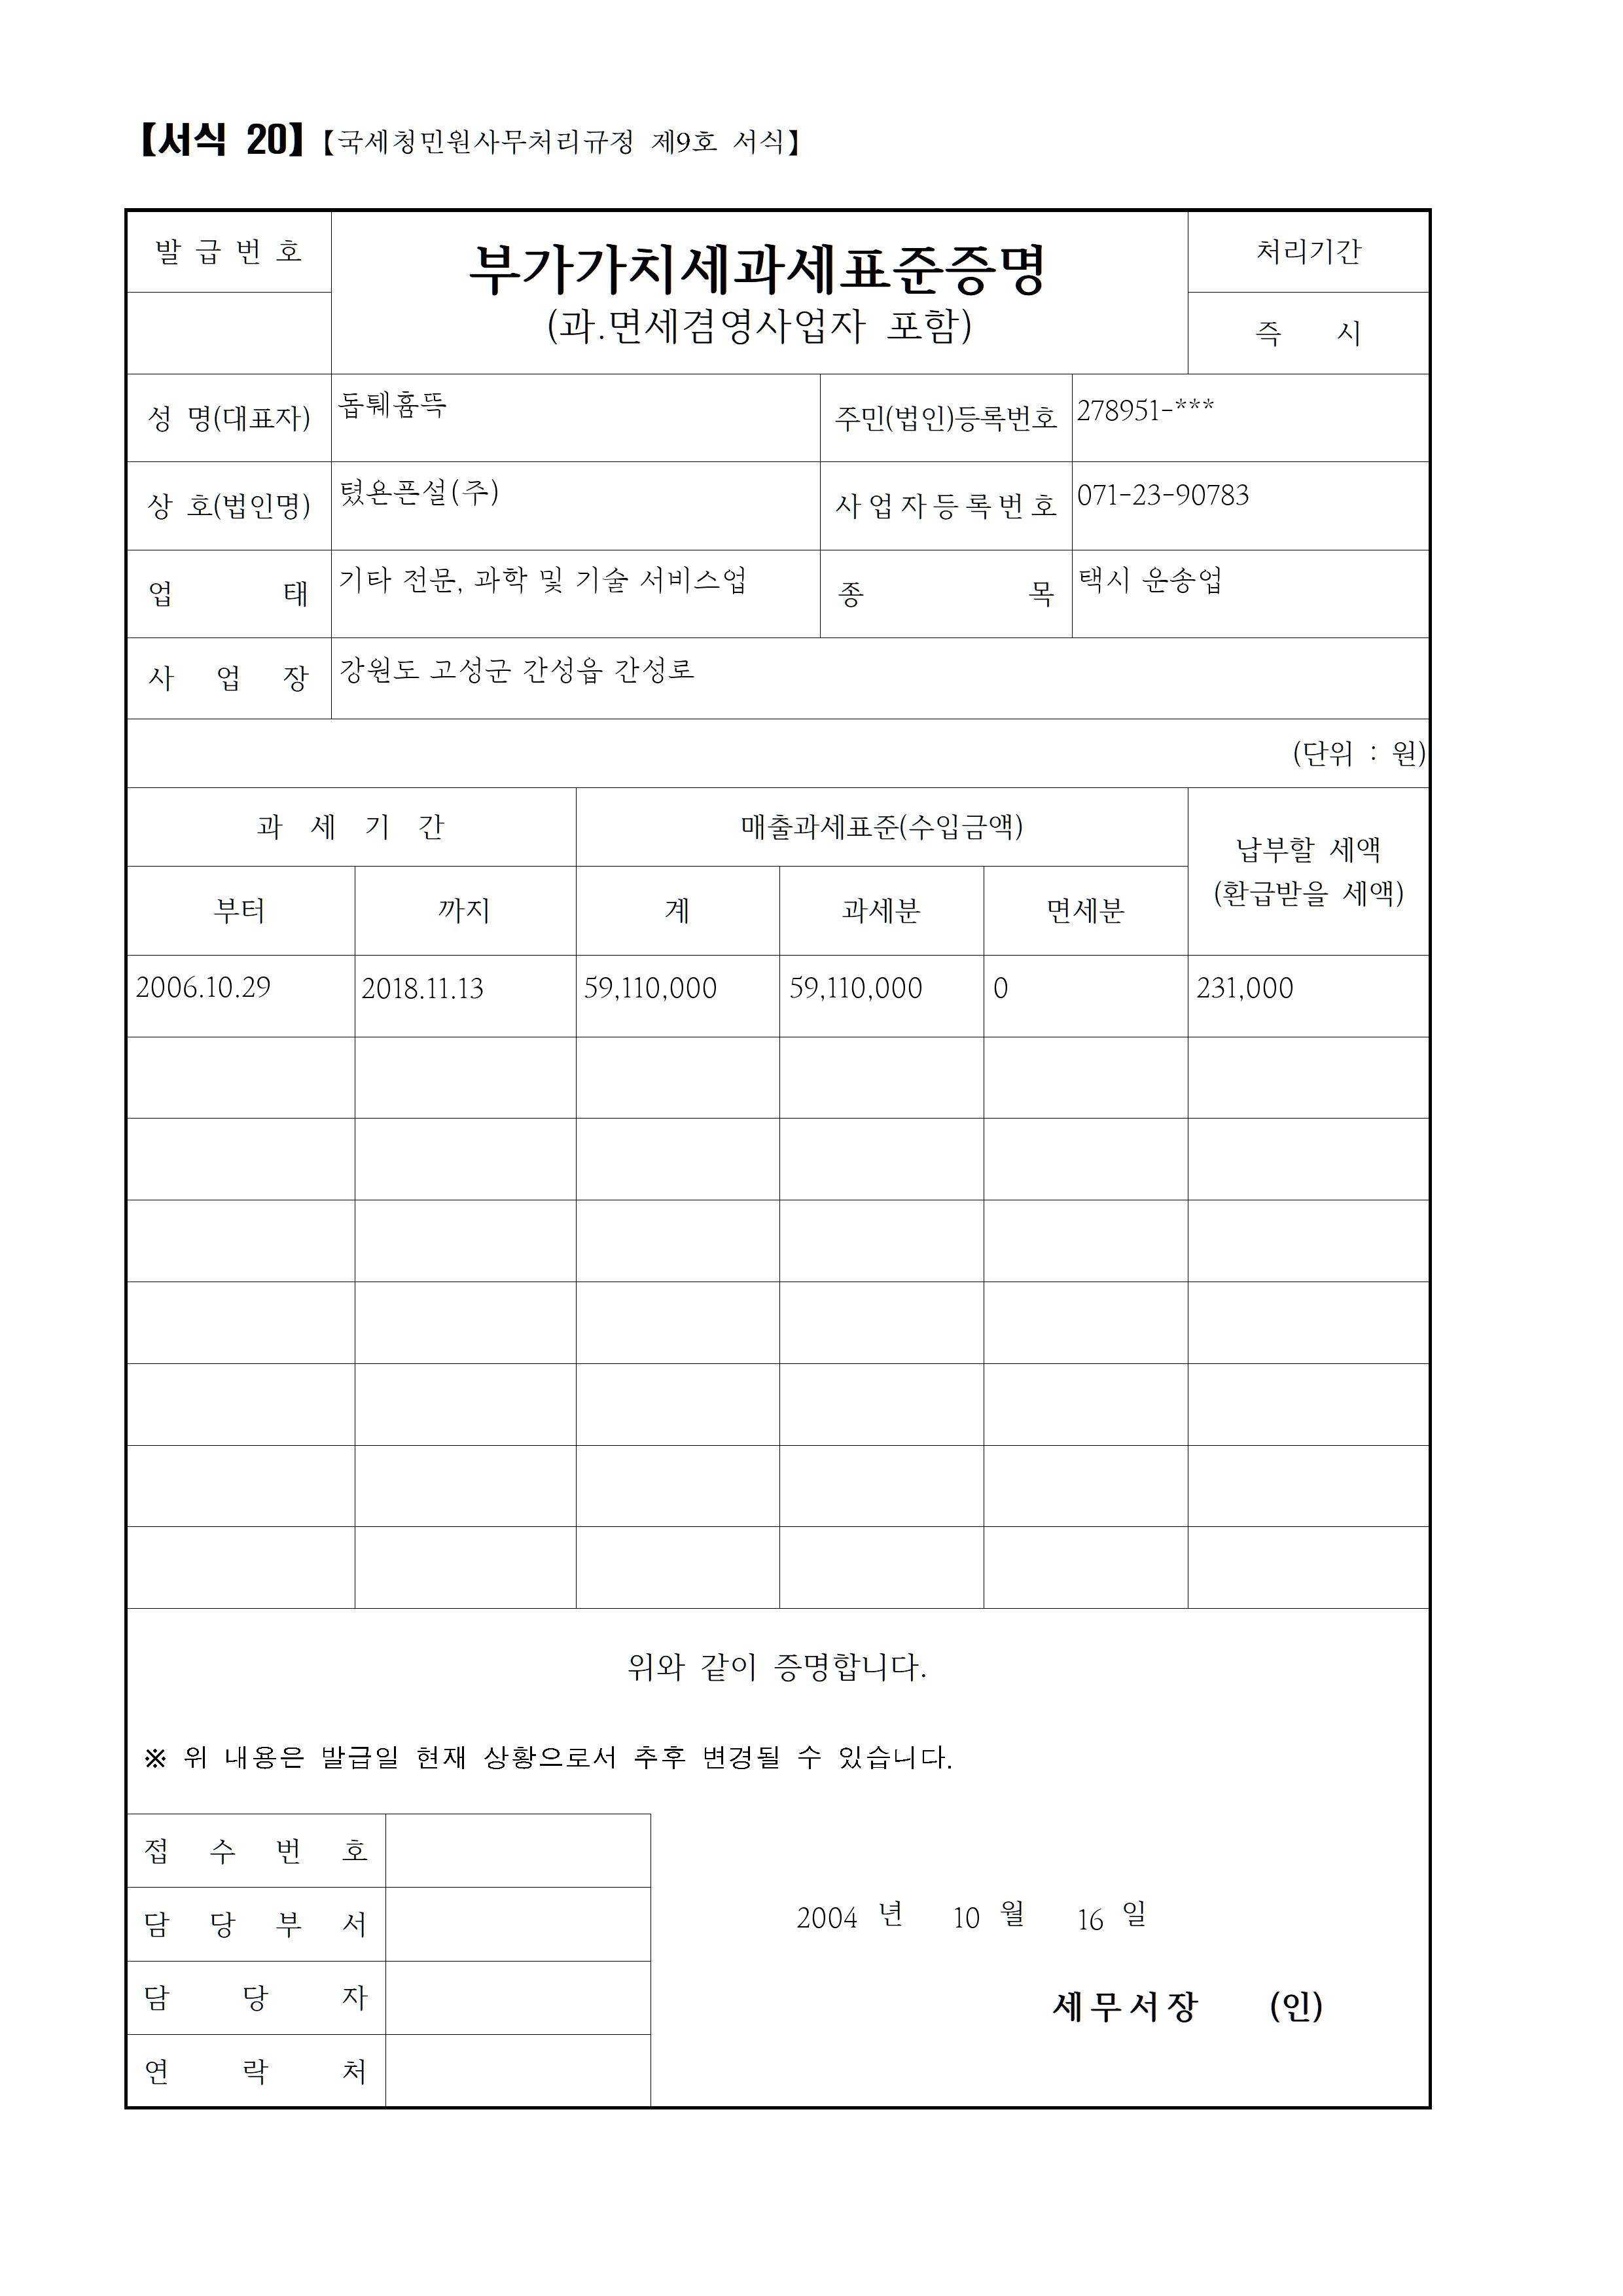 【서식 20】【국세청민원사무처리규정 제9호 서식】
발 급 번 호
부가가치세과세표준증명
(과.면세겸영사업자 포함)
처리기간
즉 시
성 명(대표자) 돕퉤흄뚝 주민(법인)등록번호 278951-***
상 호(법인명) 텼욘픈설(주) 사업자등록번호 071-23-90783
업 태 기타 전문, 과학 및 기술 서비스업 종 목 택시 운송업
사 업 장 강원도 고성군 간성읍 간성로
(단위 : 원)
과 세 기 간 매출과세표준(수입금액) 납부할 세액
(환급받을 세액)
부터 까지 계 과세분 면세분
2006.10.29 2018.11.13 59,110,000 59,110,000 0 231,000
위와 같이 증명합니다.
※ 위 내용은 발급일 현재 상황으로서 추후 변경될 수 있습니다.
접 수 번 호
담 당 부 서
담 당 자
연 락 처
2004 년 10 월 16 일
세무서장 (인)